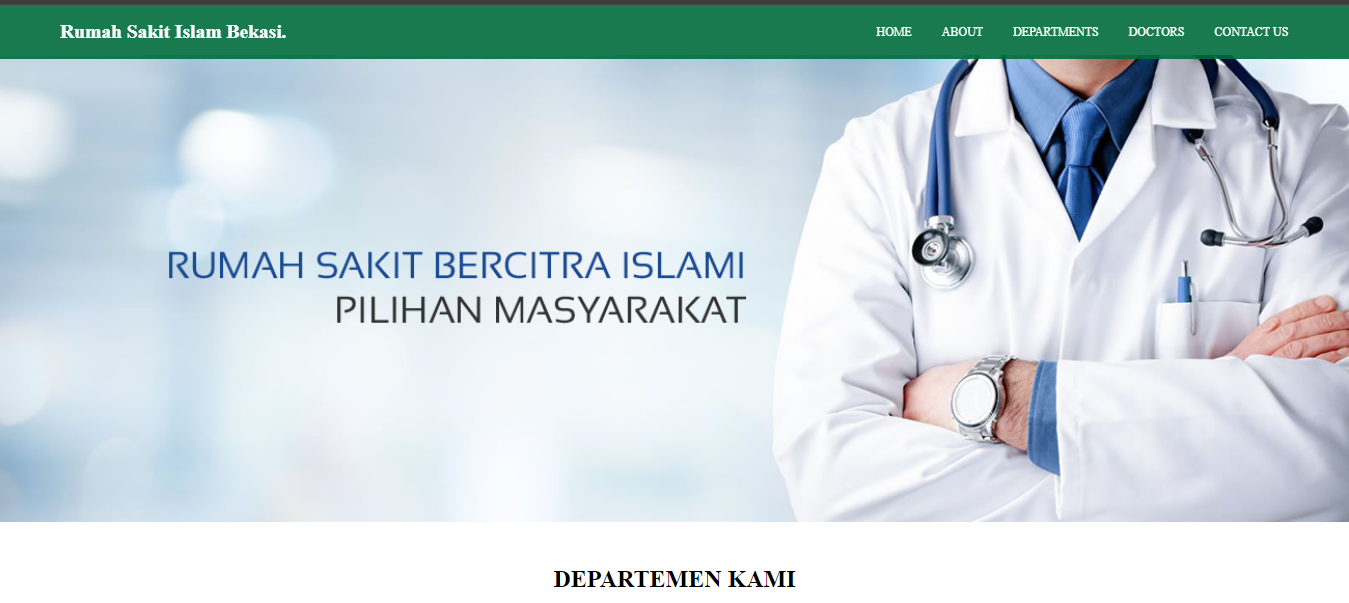 Rumah Sakit Islam Bekasi.
HOME ABOUT DEPARTMENTS DOCTORS CONTACT US
RUMAH SAKIT BERCITRA ISLAMI
PILIHAN MASYARAKAT
DEPARTEMEN KAMI